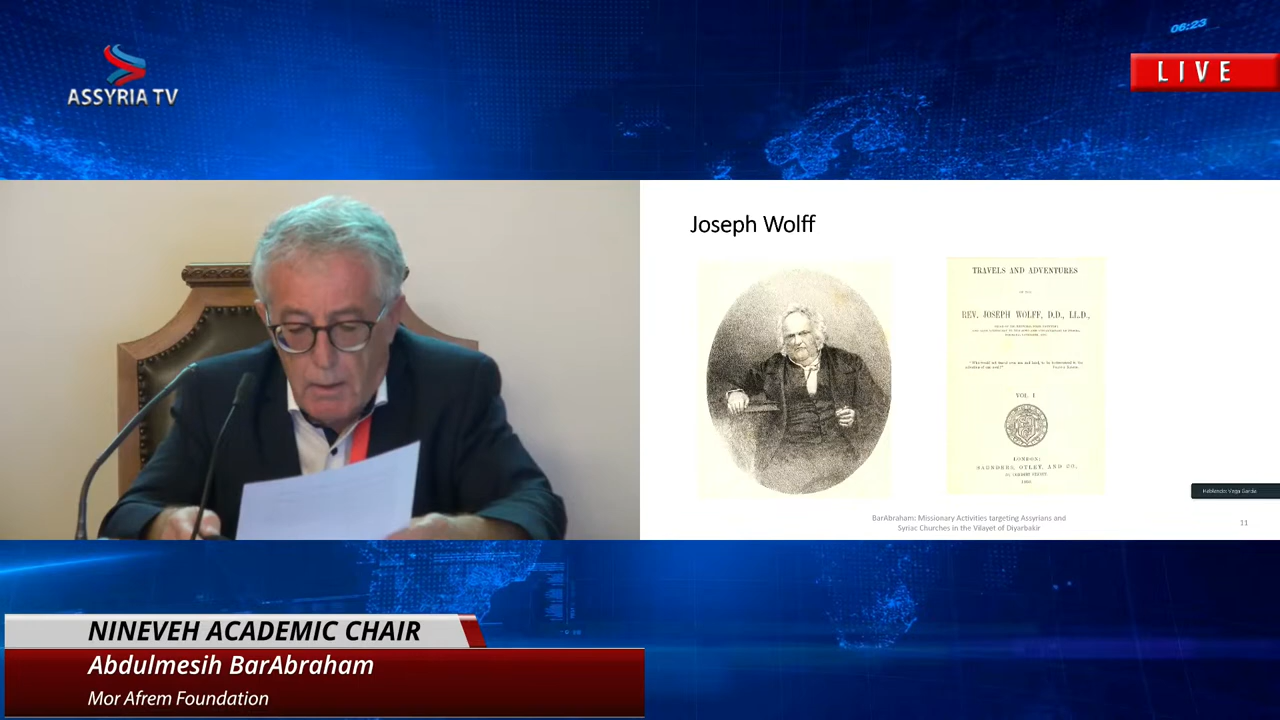 06:23
ASSYRIA TV
LIVE
Joseph Wolff
TRAVELS AND ADVENTURES
OF THE
REV. JOSEPH WOLFF, D.D., LL.D.,
VOL. I.
LONDON:
SAUNDERS, OTLEY, AND CO.,
BarAbraham: Missionary Activities targeting Assyrians and
Syriac Churches in the Vilayet of Diyarbakir
11
NINEVEH ACADEMIC CHAIR
Abdulmesih BarAbraham
Mor Afrem Foundation